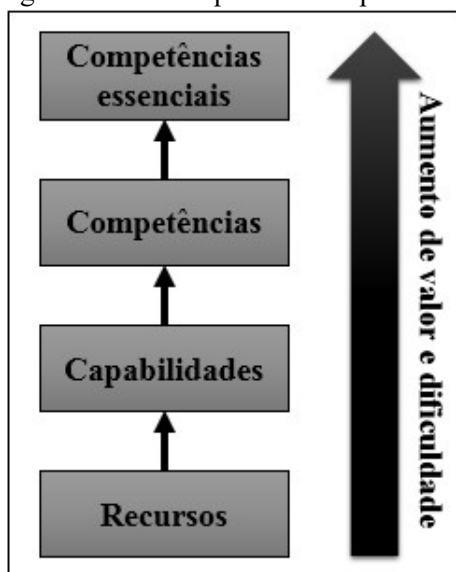 Competências
essenciais
Competências
Capabilidades
Recursos
Aumento de valor e dificuldade